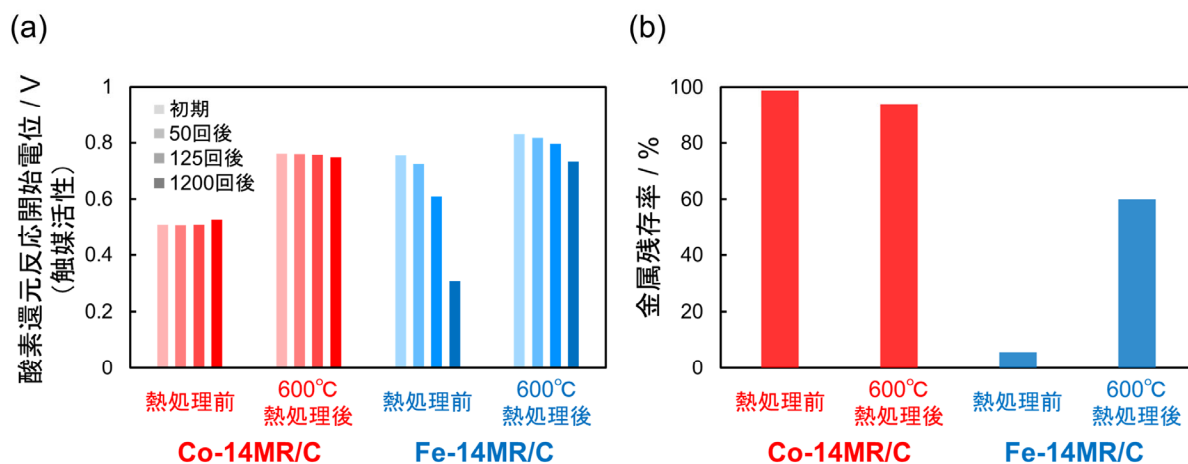 (a)
酸素還元反応開始電位 / V
（触媒活性）
1
0.8
0.6
0.4
0.2
0
初期
50回後
125回後
1200回後
熱処理前
600℃
熱処理後
熱処理前
600℃
熱処理後
Co-14MR/C
Fe-14MR/C
(b)
金属残存率 / %
100
80
60
40
20
0
熱処理前
600℃
熱処理後
熱処理前
600℃
熱処理後
Co-14MR/C
Fe-14MR/C